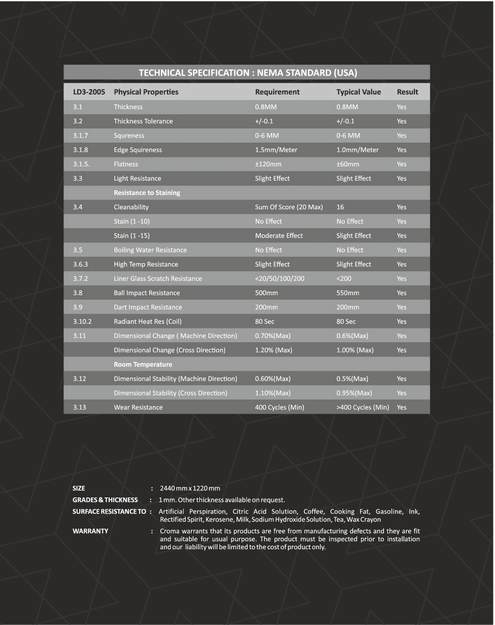 TECHNICAL SPECIFICATION : NEMA STANDARD (USA)
LD3-2005 Physical Properties Requirement Typical Value Result
3.1 Thickness 0.8MM 0.8MM Yes
3.2 Thickness Tolerance +/-0.1 +/-0.1 Yes
3.1.7 Squreness 0-6 MM 0-6 MM Yes
3.1.8 Edge Squireness 1.5mm/Meter 1.0mm/Meter Yes
3.1.5. Flatness ±120mm ±60mm Yes
3.3 Light Resistance Slight Effect Slight Effect Yes
Resistance to Staining
3.4 Cleanability Sum Of Score (20 Max) 16 Yes
Stain (1 -10) No Effect No Effect Yes
Stain (1 -15) Moderate Effect Slight Effect Yes
3.5 Boiling Water Resistance No Effect No Effect Yes
3.6.3 High Temp Resistance Slight Effect Slight Effect Yes
3.7.2 Liner Glass Scratch Resistance <20/50/100/200 <200 Yes
3.8 Ball Impact Resistance 500mm 550mm Yes
3.9 Dart Impact Resistance 200mm 200mm Yes
3.10.2 Radiant Heat Res (Coil) 80 Sec 80 Sec Yes
3.11 Dimensional Change ( Machine Direction) 0.70%(Max) 0.6%(Max) Yes
Dimensional Change (Cross Direction) 1.20% (Max) 1.00% (Max) Yes
Room Temperature
3.12 Dimensional Stability (Machine Direction) 0.60%(Max) 0.5%(Max) Yes
Dimensional Stability (Cross Direction) 1.10%(Max) 0.95%(Max) Yes
3.13 Wear Resistance 400 Cycles (Min) >400 Cycles (Min) Yes
SIZE : 2440 mm x 1220 mm
GRADES & THICKNESS : 1 mm. Other thickness available on request.
SURFACE RESISTANCE TO : Artificial Perspiration, Citric Acid Solution, Coffee, Cooking Fat, Gasoline, Ink,
Rectified Spirit, Kerosene, Milk, Sodium Hydroxide Solution, Tea, Wax Crayon
WARRANTY : Croma warrants that its products are free from manufacturing defects and they are fit
and suitable for usual purpose. The product must be inspected prior to installation
and our liability will be limited to the cost of product only.